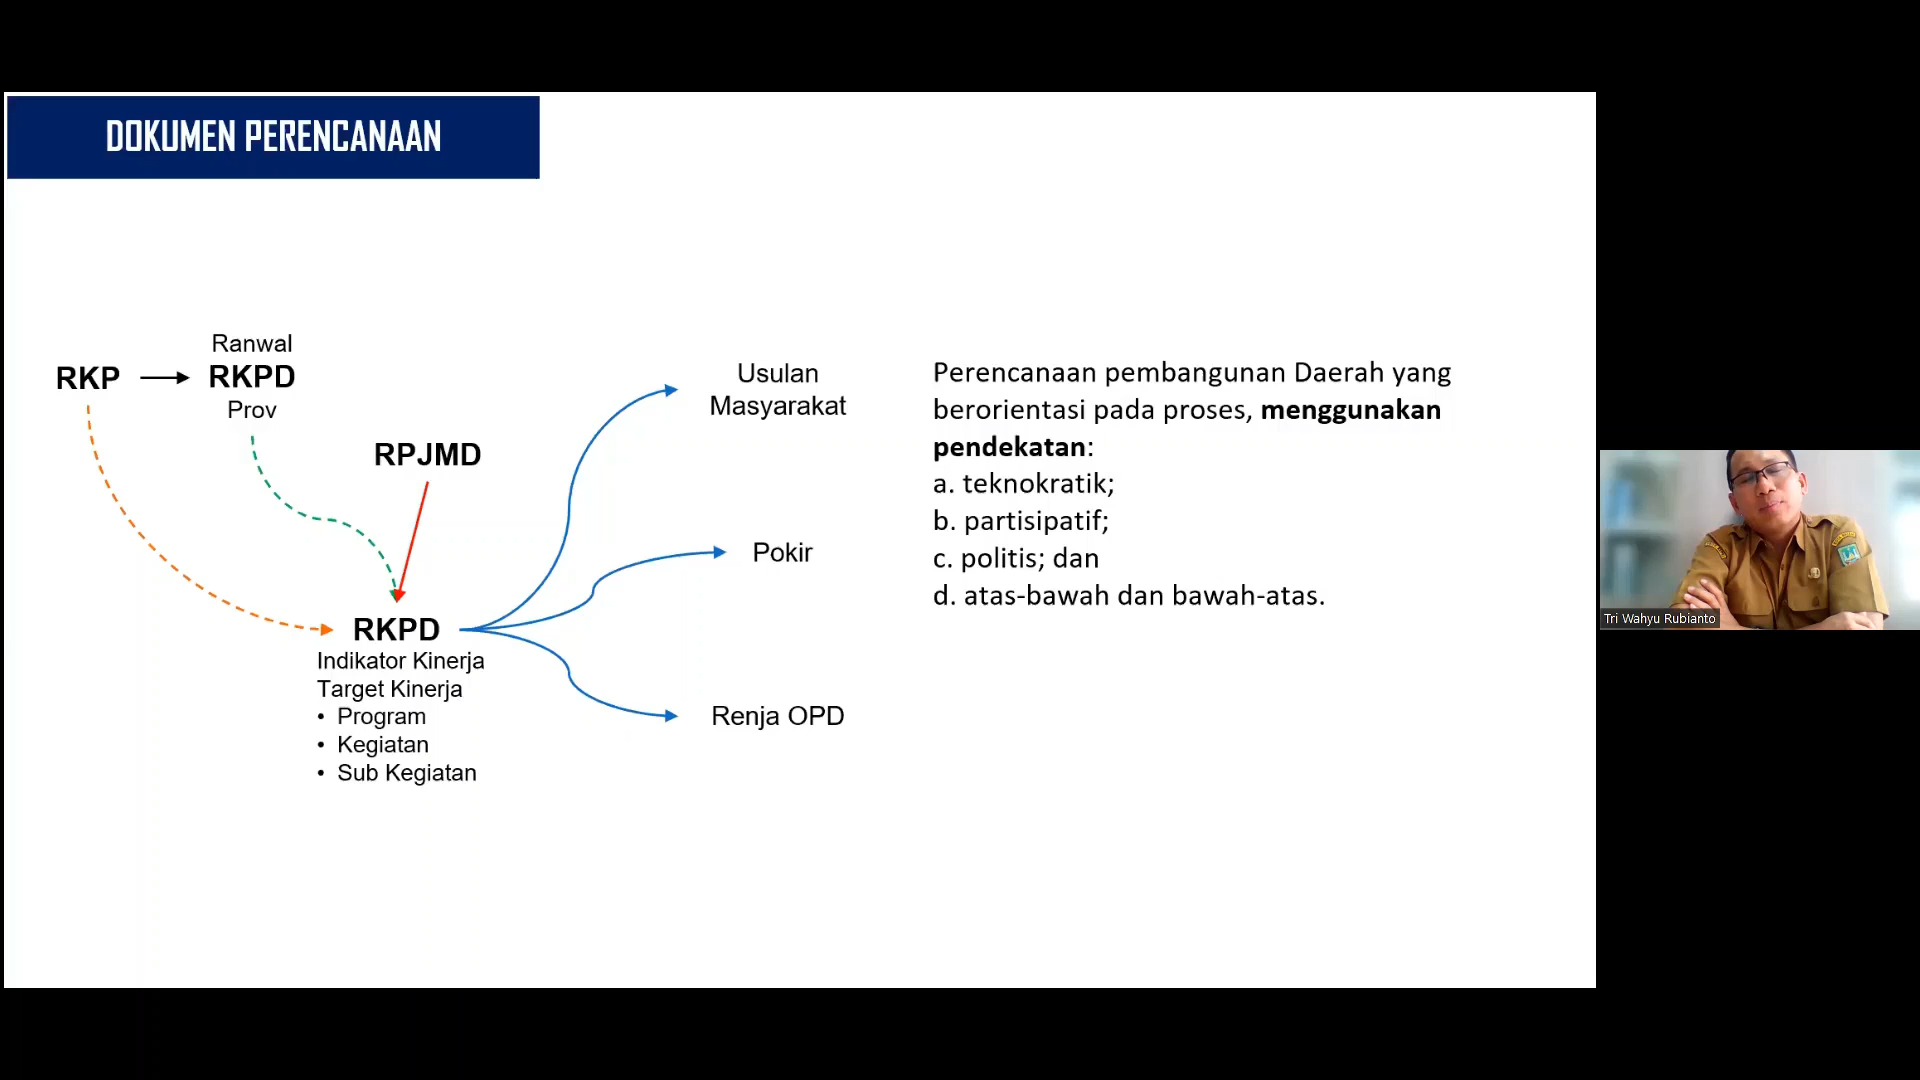 DOKUMEN PERENCANAAN
Ranwal
RKP
RKPD
Prov
RPJMD
RKPD
Indikator Kinerja
Target Kinerja
• Program
• Kegiatan
• Sub Kegiatan
Usulan
Masyarakat
Pokir
Renja OPD
Perencanaan pembangunan Daerah yang
berorientasi pada proses, menggunakan
pendekatan:
a. teknokratik;
b. partisipatif;
c. politis; dan
d. atas-bawah dan bawah-atas.
Tri Wahyu Rubianto